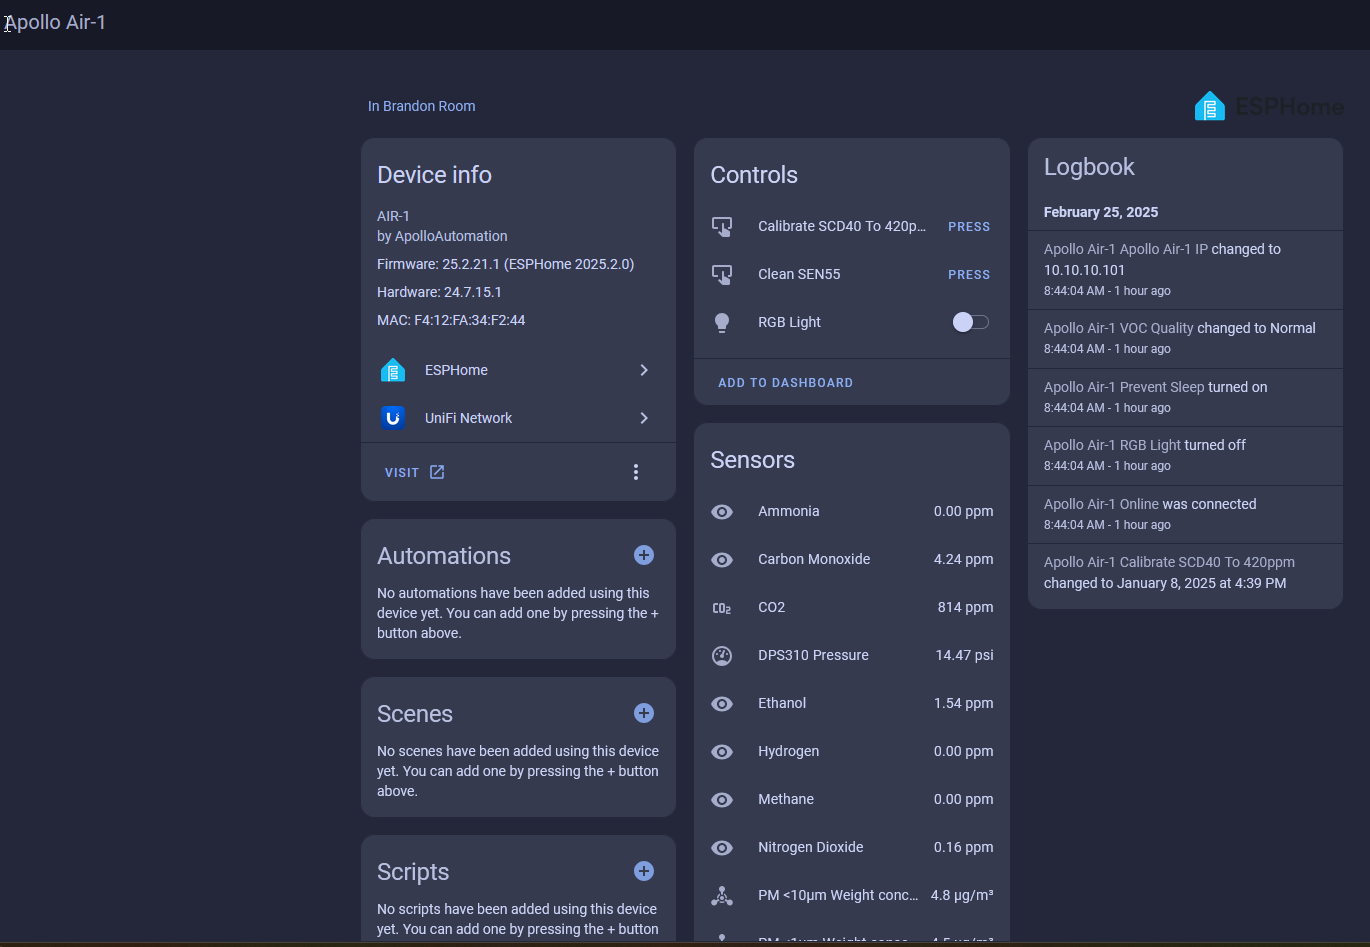 Apollo Air-1
In Brandon Room
ESPHome
Device info
AIR-1
by ApolloAutomation
Firmware: 25.2.21.1 (ESPHome 2025.2.0)
Hardware: 24.7.15.1
MAC: F4:12:FA:34:F2:44
ESPHome
UniFi Network
VISIT
Automations
No automations have been added using this
device yet. You can add one by pressing the +
button above.
Scenes
No scenes have been added using this device
yet. You can add one by pressing the + button
above.
Scripts
No scripts have been added using this device
yet. You can add one by pressing the + button
Controls
Calibrate SCD40 To 420p... PRESS
Clean SEN55 PRESS
RGB Light
ADD TO DASHBOARD
Sensors
Ammonia 0.00 ppm
Carbon Monoxide 4.24 ppm
CO2 CO2 814 ppm
DPS310 Pressure 14.47 psi
Ethanol 1.54 ppm
Hydrogen 0.00 ppm
Methane 0.00 ppm
Nitrogen Dioxide 0.16 ppm
PM <10µm Weight conc... 4.8 µg/m³
Logbook
February 25, 2025
Apollo Air-1 Apollo Air-1 IP changed to
10.10.10.101
8:44:04 AM - 1 hour ago
Apollo Air-1 VOC Quality changed to Normal
8:44:04 AM - 1 hour ago
Apollo Air-1 Prevent Sleep turned on
8:44:04 AM - 1 hour ago
Apollo Air-1 RGB Light turned off
8:44:04 AM - 1 hour ago
Apollo Air-1 Online was connected
8:44:04 AM - 1 hour ago
Apollo Air-1 Calibrate SCD40 To 420ppm
changed to January 8, 2025 at 4:39 PM